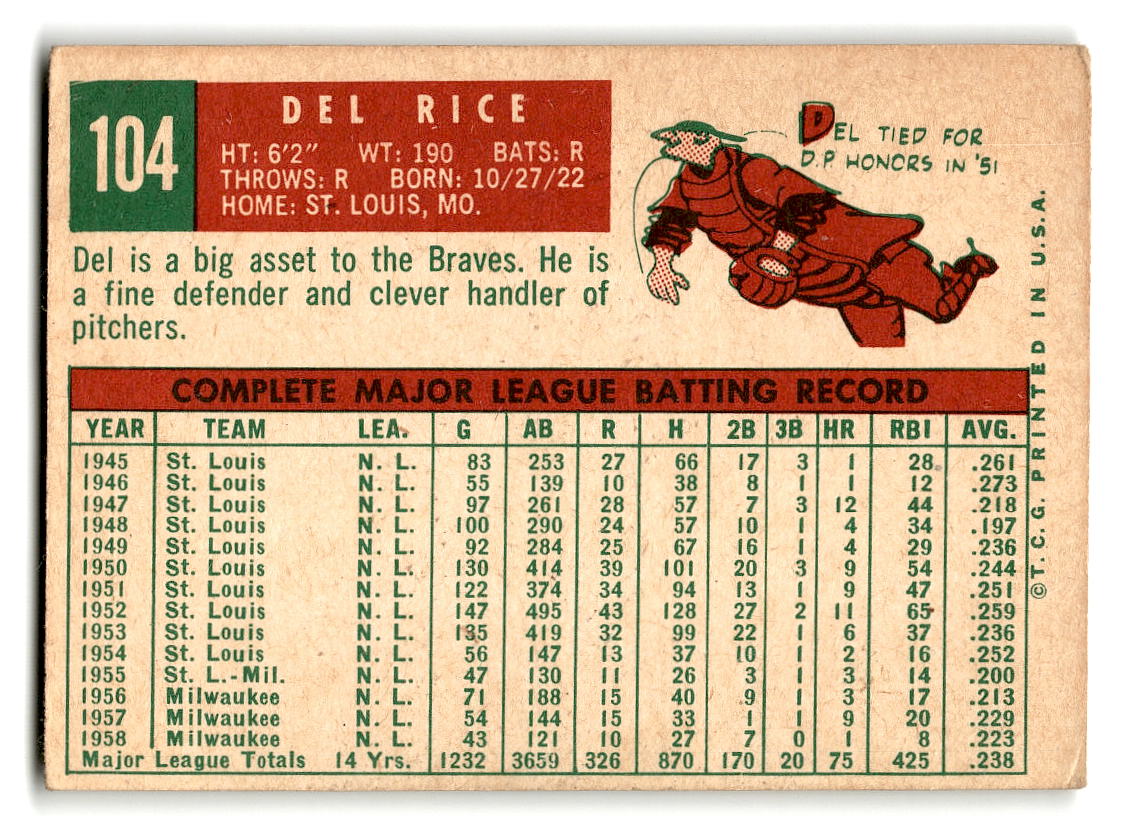 104
DEL RICE
HT: 6'2" WT: 190 BATS: R
THROWS: R BORN: 10/27/22
HOME: ST. LOUIS, MO.
DEL TIED FOR
D.P. HONORS IN '51
Del is a big asset to the Braves. He is
a fine defender and clever handler of
pitchers.
COMPLETE MAJOR LEAGUE BATTING RECORD
YEAR TEAM LEA. G AB R H 2B 3B HR RBI AVG.
1945 St. Louis N. L. 83 253 27 66 17 3 1 28 .261
1946 St. Louis N. L. 55 139 10 38 8 1 1 12 .273
1947 St. Louis N. L. 97 261 28 57 7 3 12 44 .218
1948 St. Louis N. L. 100 290 24 57 10 1 4 34 .197
1949 St. Louis N. L. 92 284 25 67 16 1 4 29 .236
1950 St. Louis N. L. 130 414 39 101 20 3 9 54 .244
1951 St. Louis N. L. 122 374 34 94 13 1 9 47 .251
1952 St. Louis N. L. 147 495 43 128 27 2 11 65 .259
1953 St. Louis N. L. 135 419 32 99 22 1 6 37 .236
1954 St. Louis N. L. 56 147 13 37 10 1 2 16 .252
1955 St. L.-Mil. N. L. 47 130 11 26 3 1 3 14 .200
1956 Milwaukee N. L. 71 188 15 40 9 1 3 17 .213
1957 Milwaukee N. L. 54 144 15 33 1 1 9 20 .229
1958 Milwaukee N. L. 43 121 10 27 7 0 1 8 .223
Major League Totals 14 Yrs. 1232 3659 326 870 170 20 75 425 .238
©T.C.G. PRINTED IN U.S.A.